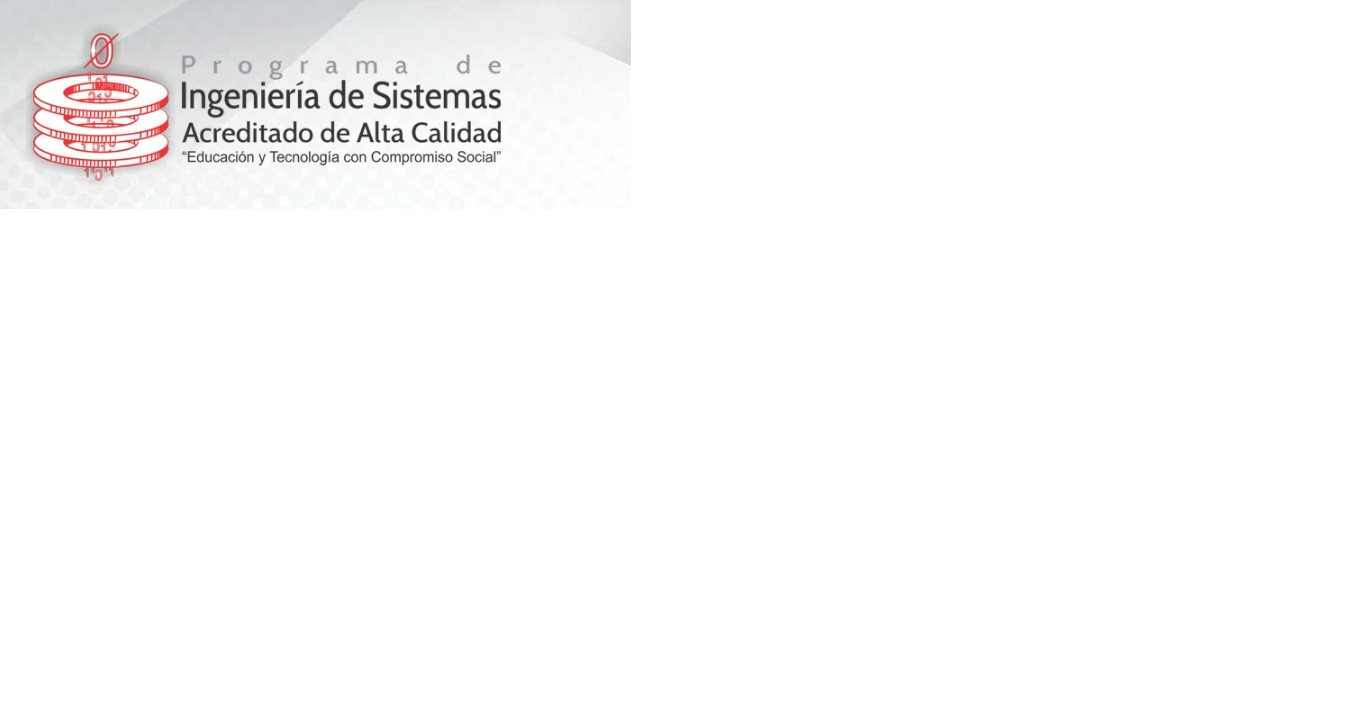 Ø
Programa de
Ingeniería de Sistemas
Acreditado de Alta Calidad
“Educación y Tecnología con Compromiso Social”